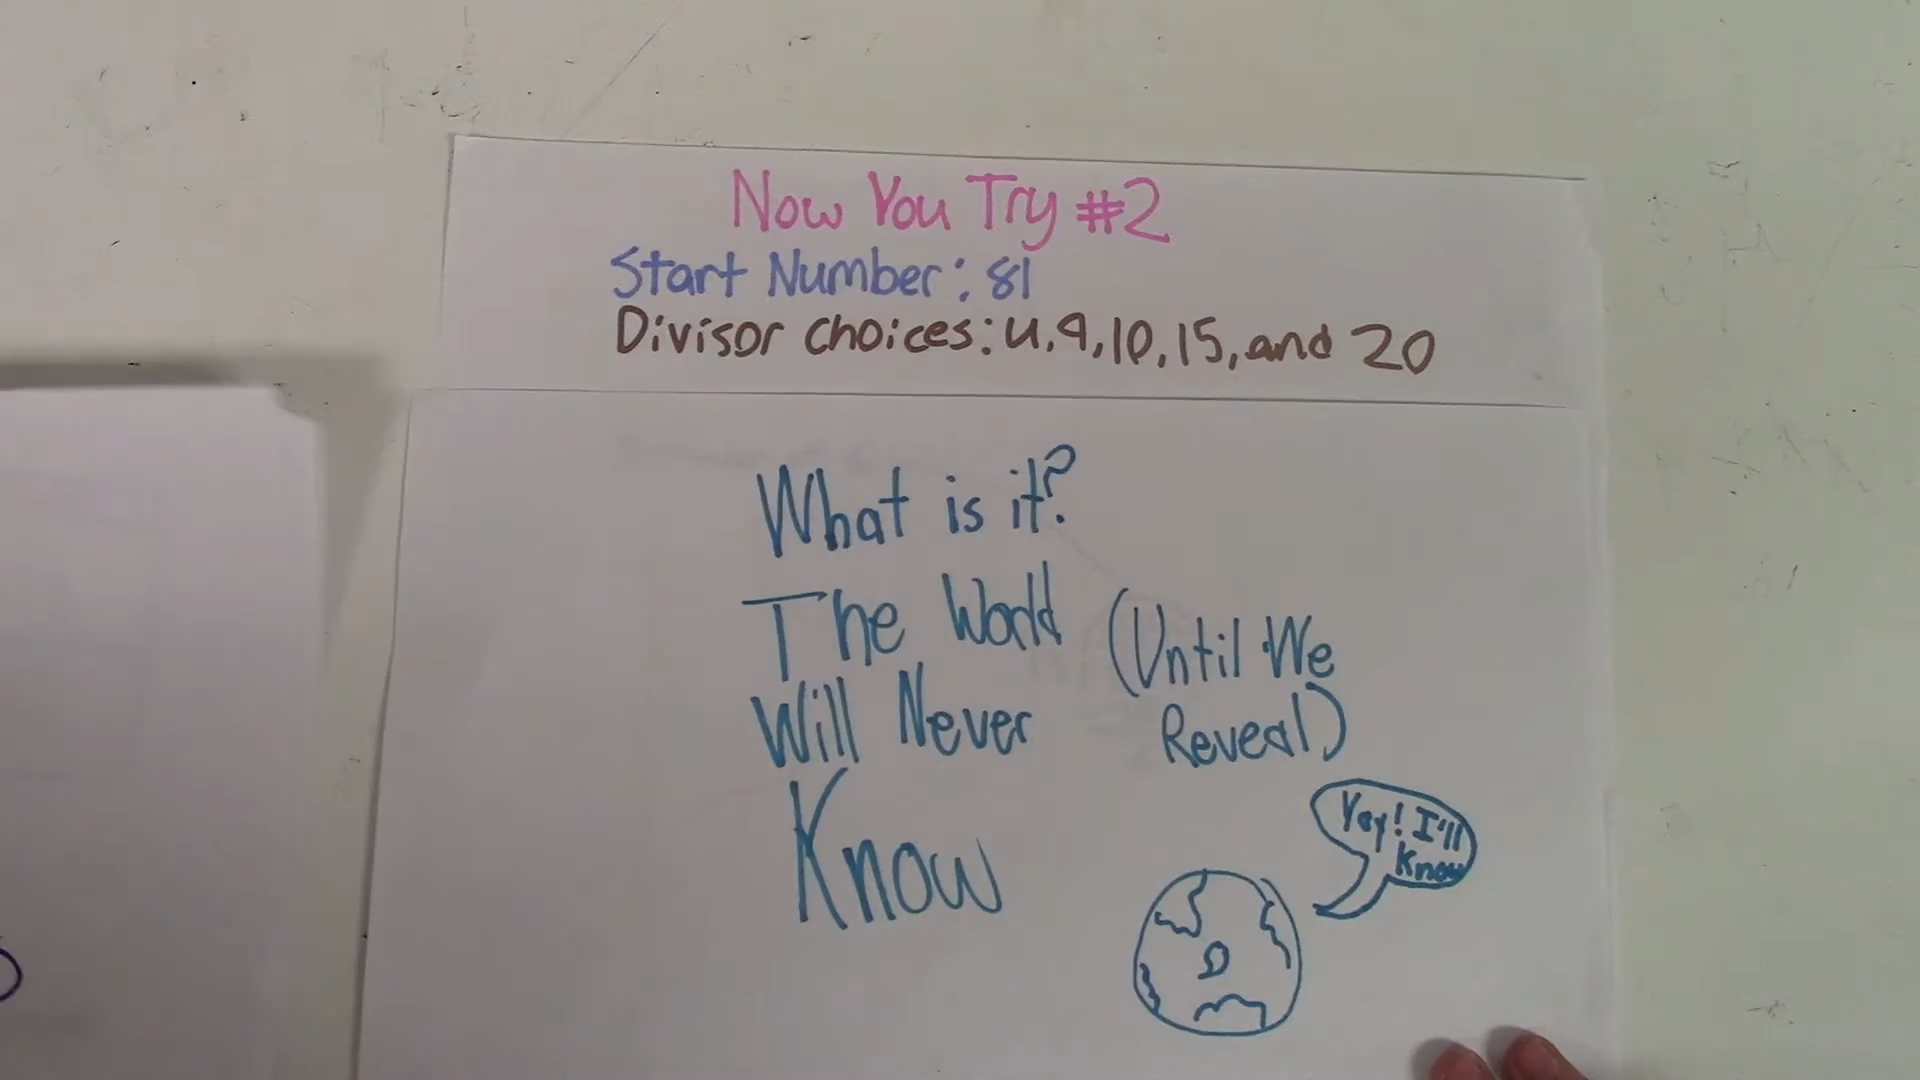 Now You Try #2
Start Number: 81
Divisor choices: 4, 9, 10, 15, and 20
What is it?
The World
Will Never
Know
(Until We
Reveal)
Yay! I'll
Know